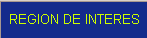 REGION DE INTERES